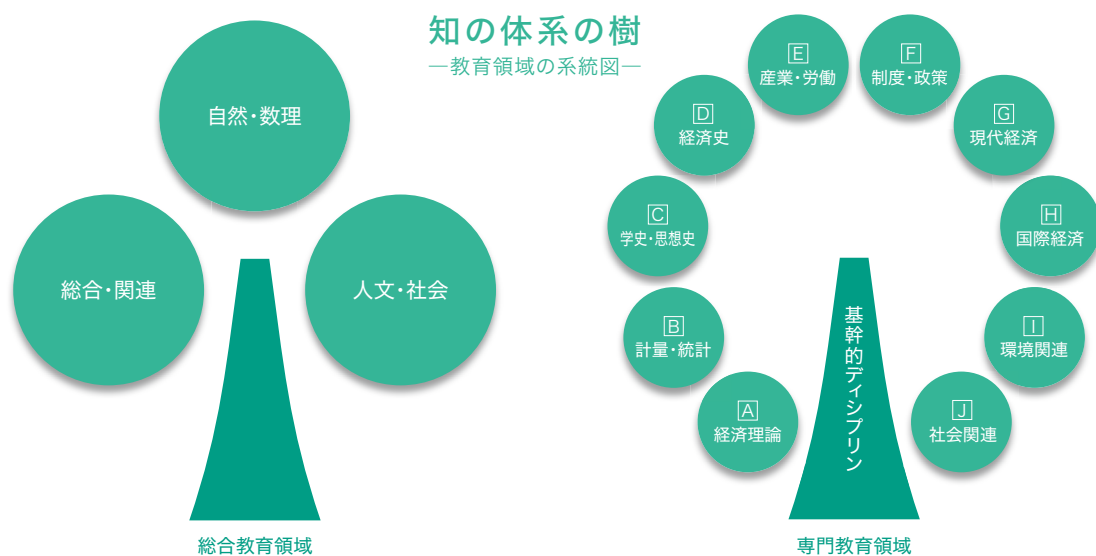 知の体系の樹
―教育領域の系統図―
自然・数理
総合・関連
人文・社会
総合教育領域
E
産業・労働
F
制度・政策
D
経済史
G
現代経済
C
学史・思想史
H
国際経済
B
計量・統計
I
環境関連
A
経済理論
J
社会関連
基幹的ディシプリン
専門教育領域